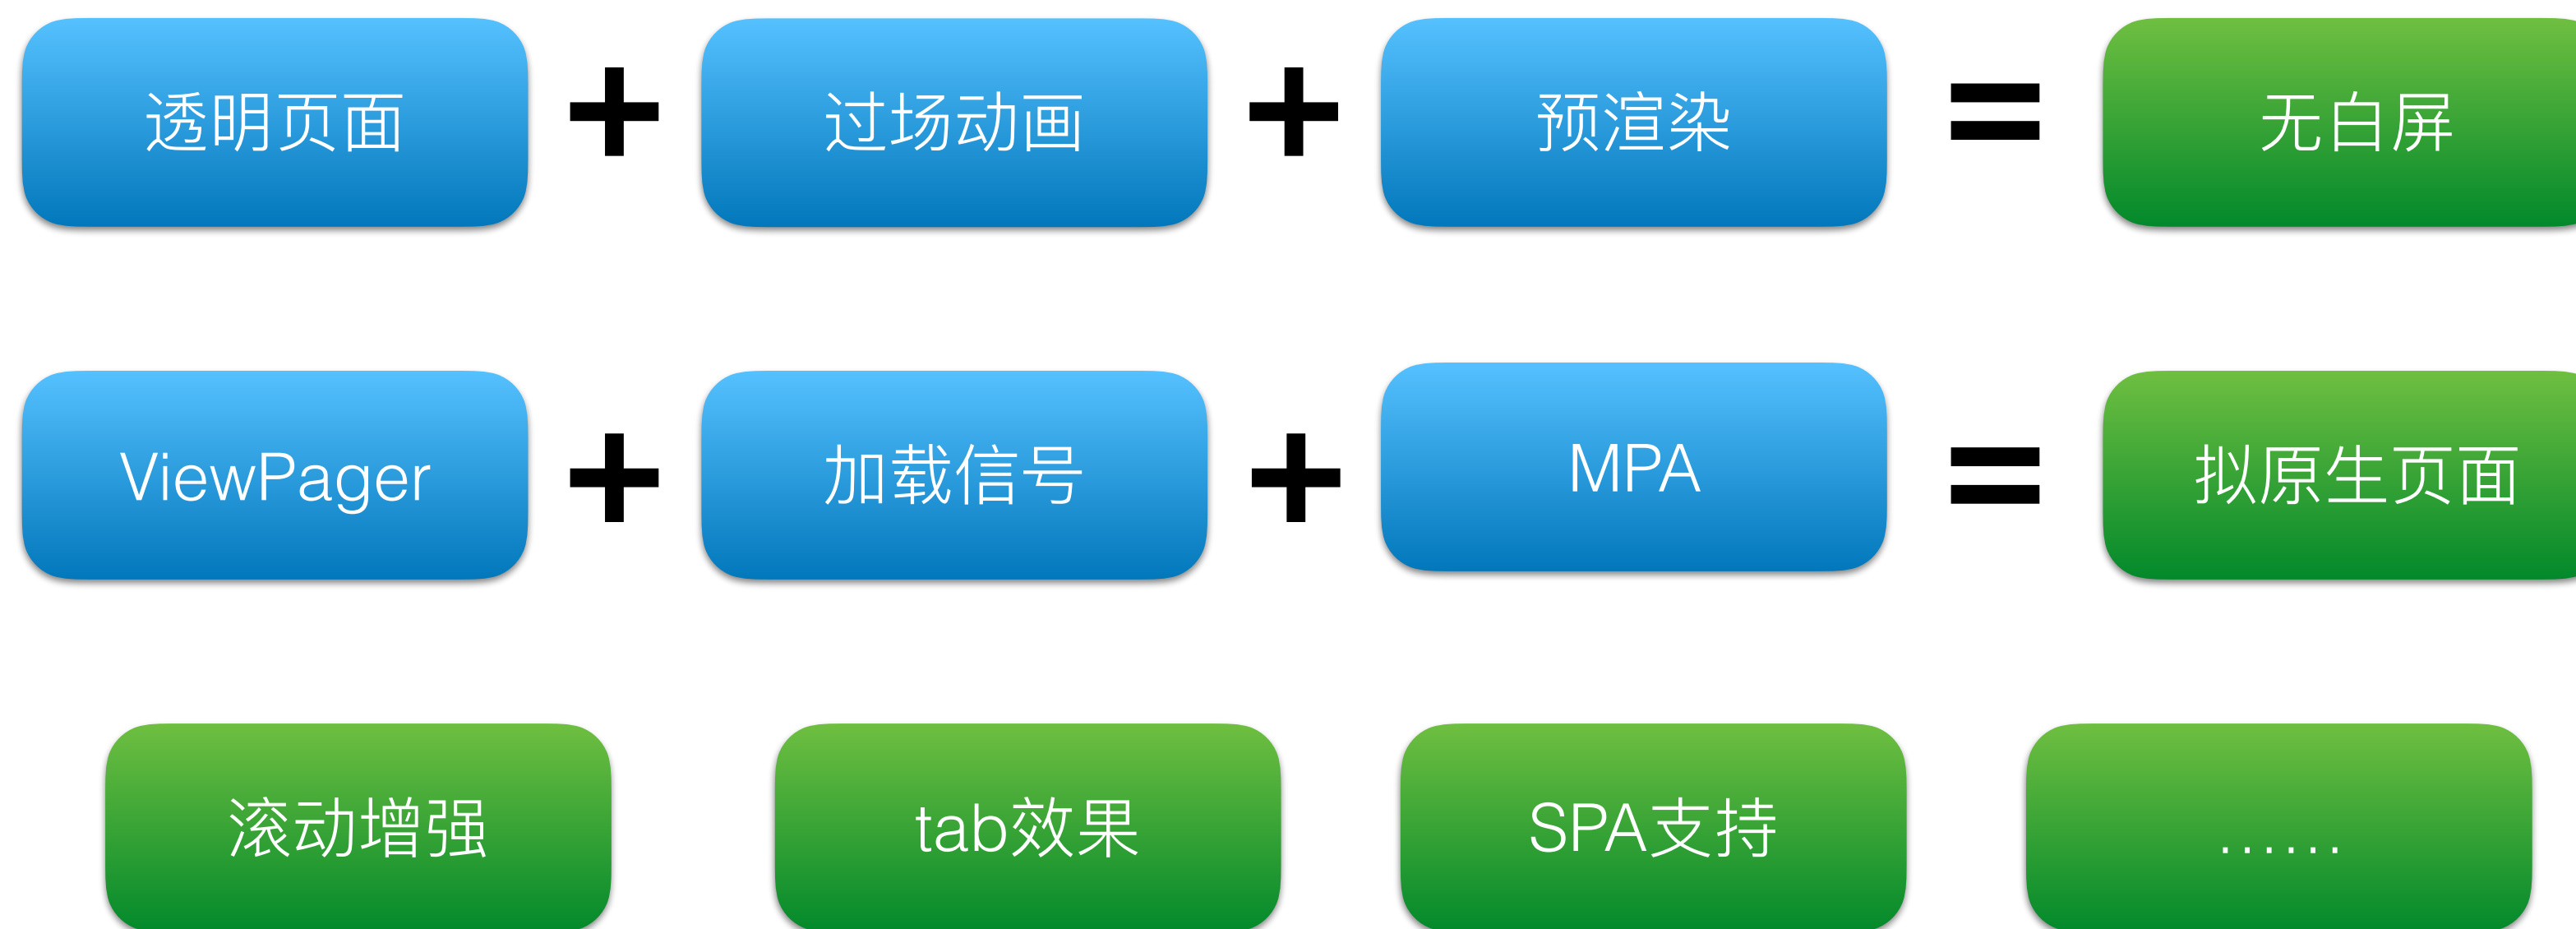 透明页面 + 过场动画 + 预渲染 = 无白屏
ViewPager + 加载信号 + MPA = 拟原生页面
滚动增强 tab效果 SPA支持 ……